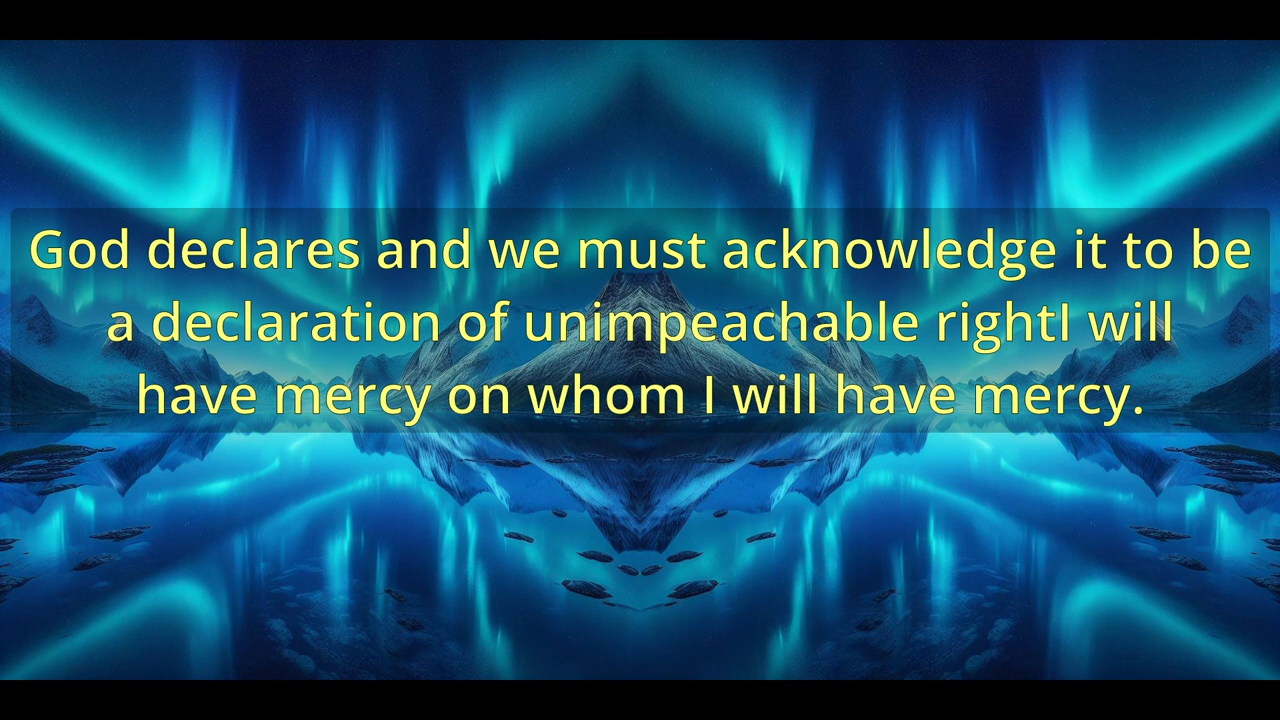 God declares and we must acknowledge it to be
a declaration of unimpeachable rightI will
have mercy on whom I will have mercy.